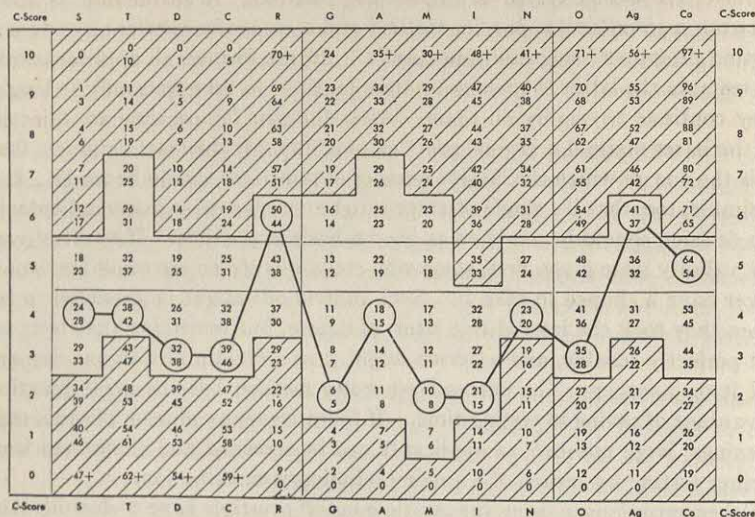 C-Score S T D C R G A M I N O Ag Co C-Score
0 0 0
10 0 70+ 24 35+ 30+ 48+ 41+ 71+ 56+ 97+ 10
10 1 5
1 11 2 6 69 23 34 29 47 40 70 55 96
9 9
3 14 5 9 64 22 33 28 45 38 68 53 89
4 15 6 10 63 21 32 27 44 37 67 52 88
8 8
6 19 9 13 58 20 30 26 43 35 62 47 81
7 20 10 14 57 19 29 25 42 34 61 46 80
7 7
11 25 13 18 51 17 26 24 40 32 55 42 72
12 26 14 19 50 16 25 23 39 31 54 41 71
6 6
17 31 18 24 44 14 23 20 36 28 49 37 65
18 32 19 25 43 13 22 19 35 27 48 36 64
5 5
23 37 25 31 38 12 19 18 33 24 42 32 54
24 38 26 32 37 11 18 17 32 23 41 31 53
4 4
28 42 31 38 30 9 15 13 28 20 36 27 45
29 43 32 39 29 8 14 12 27 19 35 26 44
3 3
33 47 38 46 23 7 12 11 22 16 28 22 35
34 48 39 47 22 6 11 10 21 15 27 21 34
2 2
39 53 45 52 16 5 8 8 15 11 20 17 27
40 54 46 53 15 4 7 7 14 10 19 16 26
1 1
46 61 53 58 10 3 5 6 11 7 13 12 20
9 2 4 5 10 6 12 11 19
0 47+ 62+ 54+ 59+ 0
0 0 0 0 0 0 0 0 0
C-Score S T D C R G A M I N O Ag Co C-Score